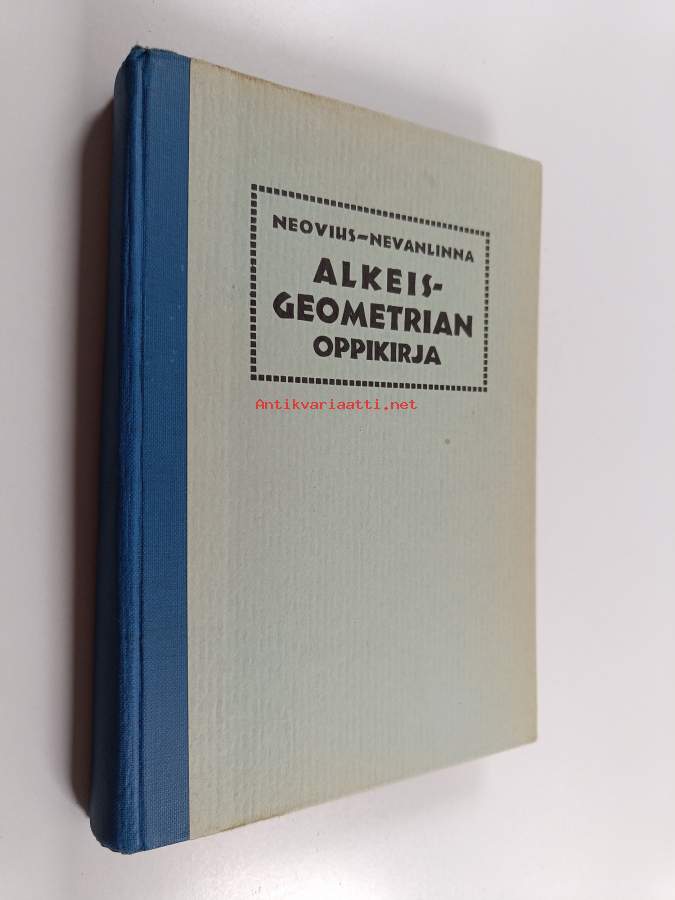 NEOVIUS-NEVANLINNA
ALKEIS-
GEOMETRIAN
OPPIKIRJA
Antikvariaatti.net